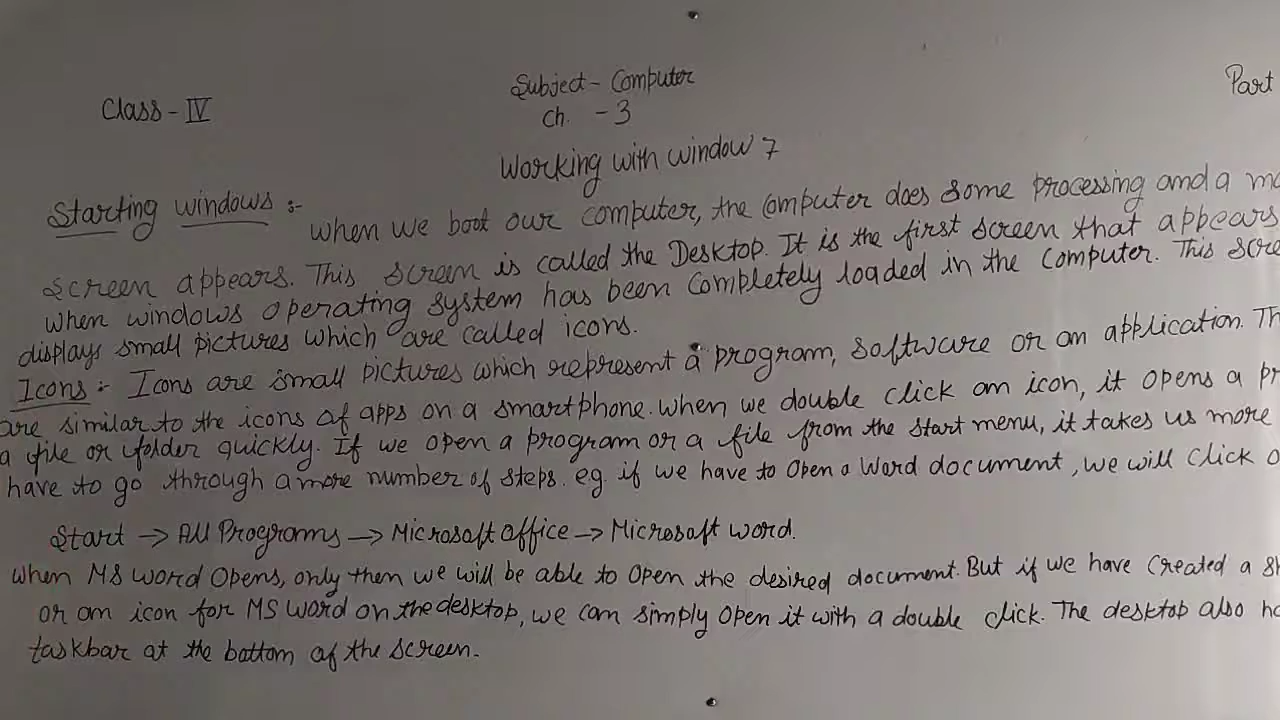 Subject - Computer
Class - IV
Part
Ch. - 3
Working with window 7
Starting windows :- When we boot our computer, the computer does some processing and a
screen appears. This screen is called the Desktop. It is the first screen that appears
when windows operating system has been completely loaded in the computer. This
displays small pictures which are called icons.
Icons :- Icons are small pictures which represent a program, software or an application.
are similar to the icons of apps on a smartphone. When we double click an icon, it opens a
a file or folder quickly. If we open a program or a file from the start menu, it takes us more
have to go through a more number of steps. eg. if we have to open a Word document, we will click
Start → All Programs → Microsoft office → Microsoft word.
When MS word opens, only then we will be able to open the desired document. But if we have created a
or an icon for MS word on the desktop, we can simply open it with a double click. The desktop also
taskbar at the bottom of the screen.